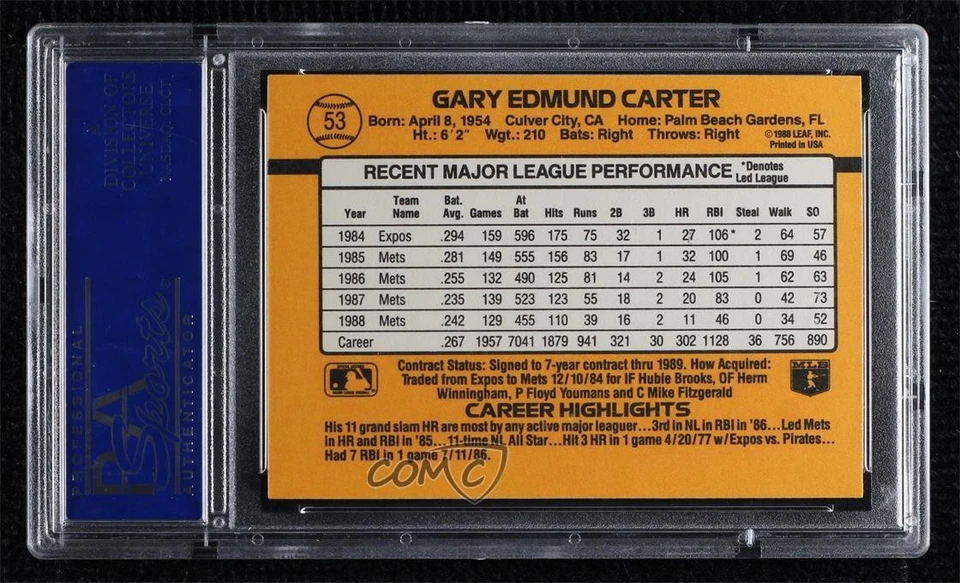 DIVISION OF
COLLECTORS
UNIVERSE
NASDAQ: CLCT
PROFESSIONAL
PSA
Sports
AUTHENTICATOR
53
GARY EDMUND CARTER
Born: April 8, 1954 Culver City, CA Home: Palm Beach Gardens, FL
Ht.: 6'2" Wgt.: 210 Bats: Right Throws: Right
©1988 LEAF, INC.
Printed in USA
RECENT MAJOR LEAGUE PERFORMANCE *Denotes
Led League
Year Team Name Bat. Avg. Games At Bat Hits Runs 2B 3B HR RBI Steal Walk SO
1984 Expos .294 159 596 175 75 32 1 27 106* 2 64 57
1985 Mets .281 149 555 156 83 17 1 32 100 1 69 46
1986 Mets .255 132 490 125 81 14 2 24 105 1 62 63
1987 Mets .235 139 523 123 55 18 2 20 83 0 42 73
1988 Mets .242 129 455 110 39 16 2 11 46 0 34 52
Career .267 1957 7041 1879 941 321 30 302 1128 36 756 890
Contract Status: Signed to 7-year contract thru 1989. How Acquired:
Traded from Expos to Mets 12/10/84 for IF Hubie Brooks, OF Herm
Winningham, P Floyd Youmans and C Mike Fitzgerald
MLB
CAREER HIGHLIGHTS
His 11 grand slam HR are most by any active major leaguer...3rd in NL in RBI in '86...Led Mets
in HR and RBI in '85...11-time NL All Star...Hit 3 HR in 1 game 4/20/77 w/Expos vs. Pirates...
Had 7 RBI in 1 game 7/11/86.
COMC